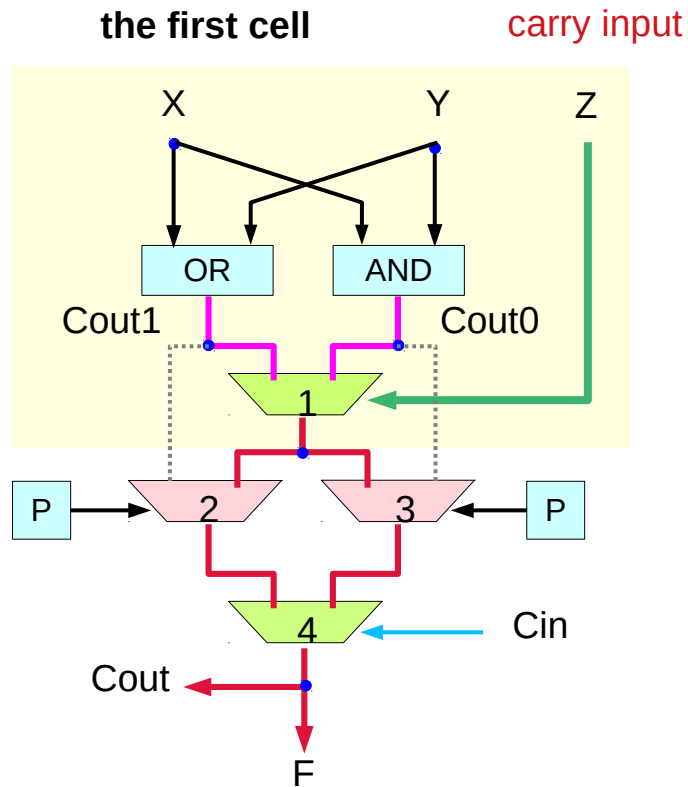 the first cell
carry input
X
Y
Z
OR
AND
Cout1
Cout0
1
P
2
3
P
4
Cin
Cout
F